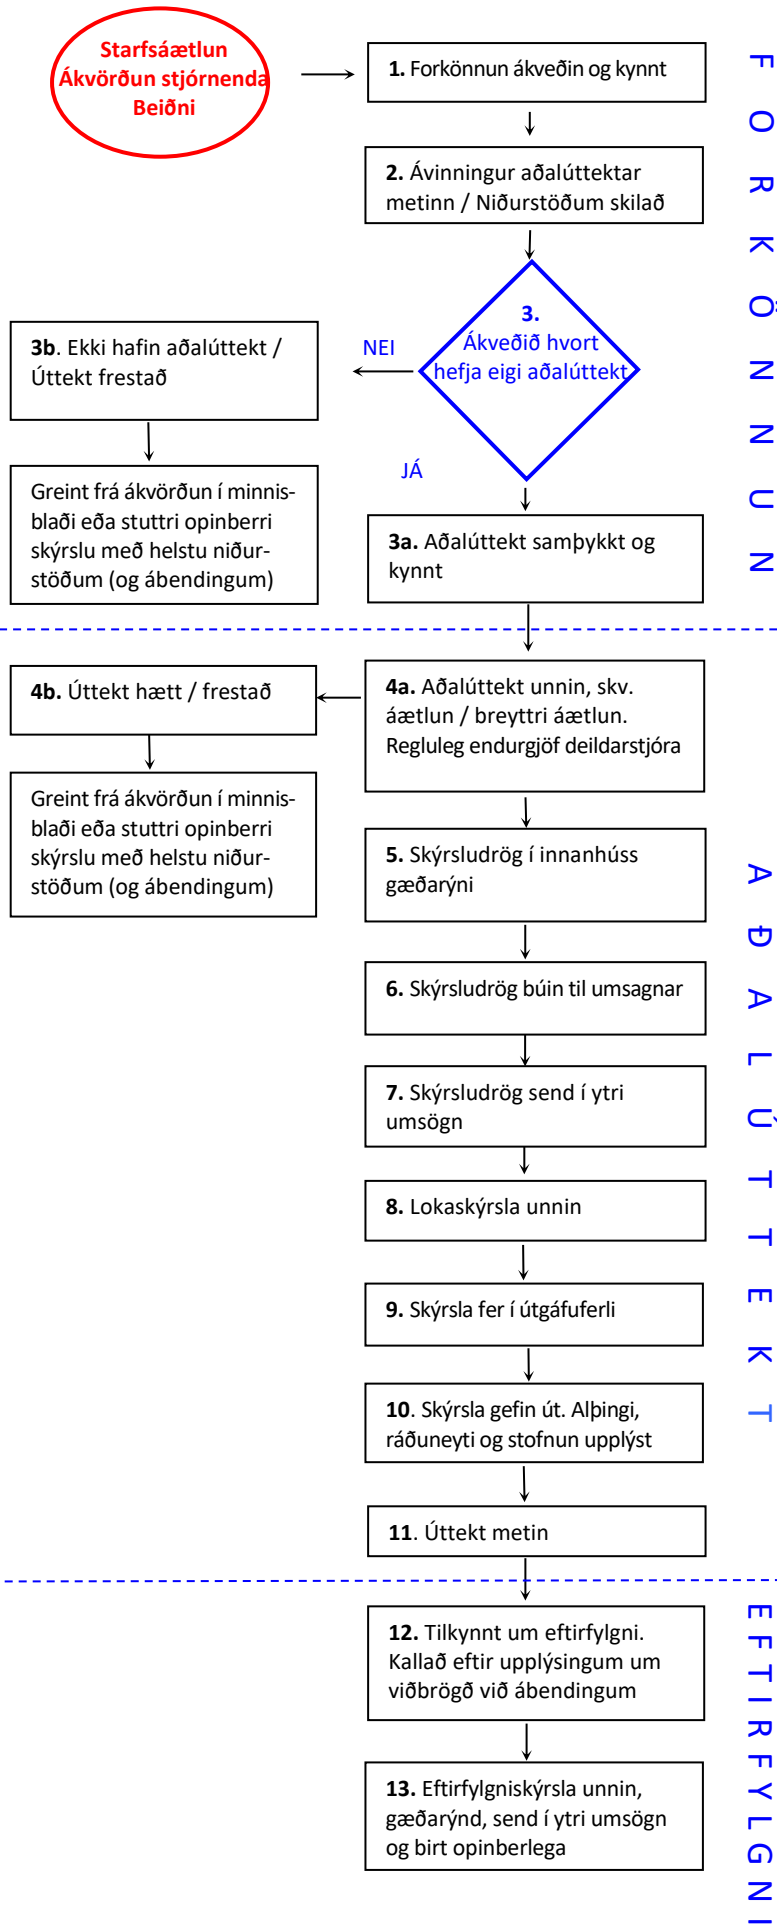 Starfsáætlun
Ákvörðun stjórnenda
Beiðni
1. Forkönnun ákveðin og kynnt
2. Ávinningur aðalúttektar
metinn / Niðurstöðum skilað
3.
Ákveðið hvort
hefja eigi aðalúttekt
NEI
3b. Ekki hafin aðalúttekt /
Úttekt frestað
Greint frá ákvörðun í minnis-
blaði eða stuttri opinberri
skýrslu með helstu niður-
stöðum (og ábendingum)
JÁ
3a. Aðalúttekt samþykkt og
kynnt
FORKÖNNUN
4a. Aðalúttekt unnin, skv.
áætlun / breyttri áætlun.
Regluleg endurgjöf deildarstjóra
4b. Úttekt hætt / frestað
Greint frá ákvörðun í minnis-
blaði eða stuttri opinberri
skýrslu með helstu niður-
stöðum (og ábendingum)
5. Skýrsludrög í innanhúss
gæðarýni
6. Skýrsludrög búin til umsagnar
7. Skýrsludrög send í ytri
umsögn
8. Lokaskýrsla unnin
9. Skýrsla fer í útgáfuferli
10. Skýrsla gefin út. Alþingi,
ráðuneyti og stofnun upplýst
11. Úttekt metin
AÐALÚTTEKT
12. Tilkynnt um eftirfylgni.
Kallað eftir upplýsingum um
viðbrögð við ábendingum
13. Eftirfylgniskýrsla unnin,
gæðarýnd, send í ytri umsögn
og birt opinberlega
EFTIRFYLGNI